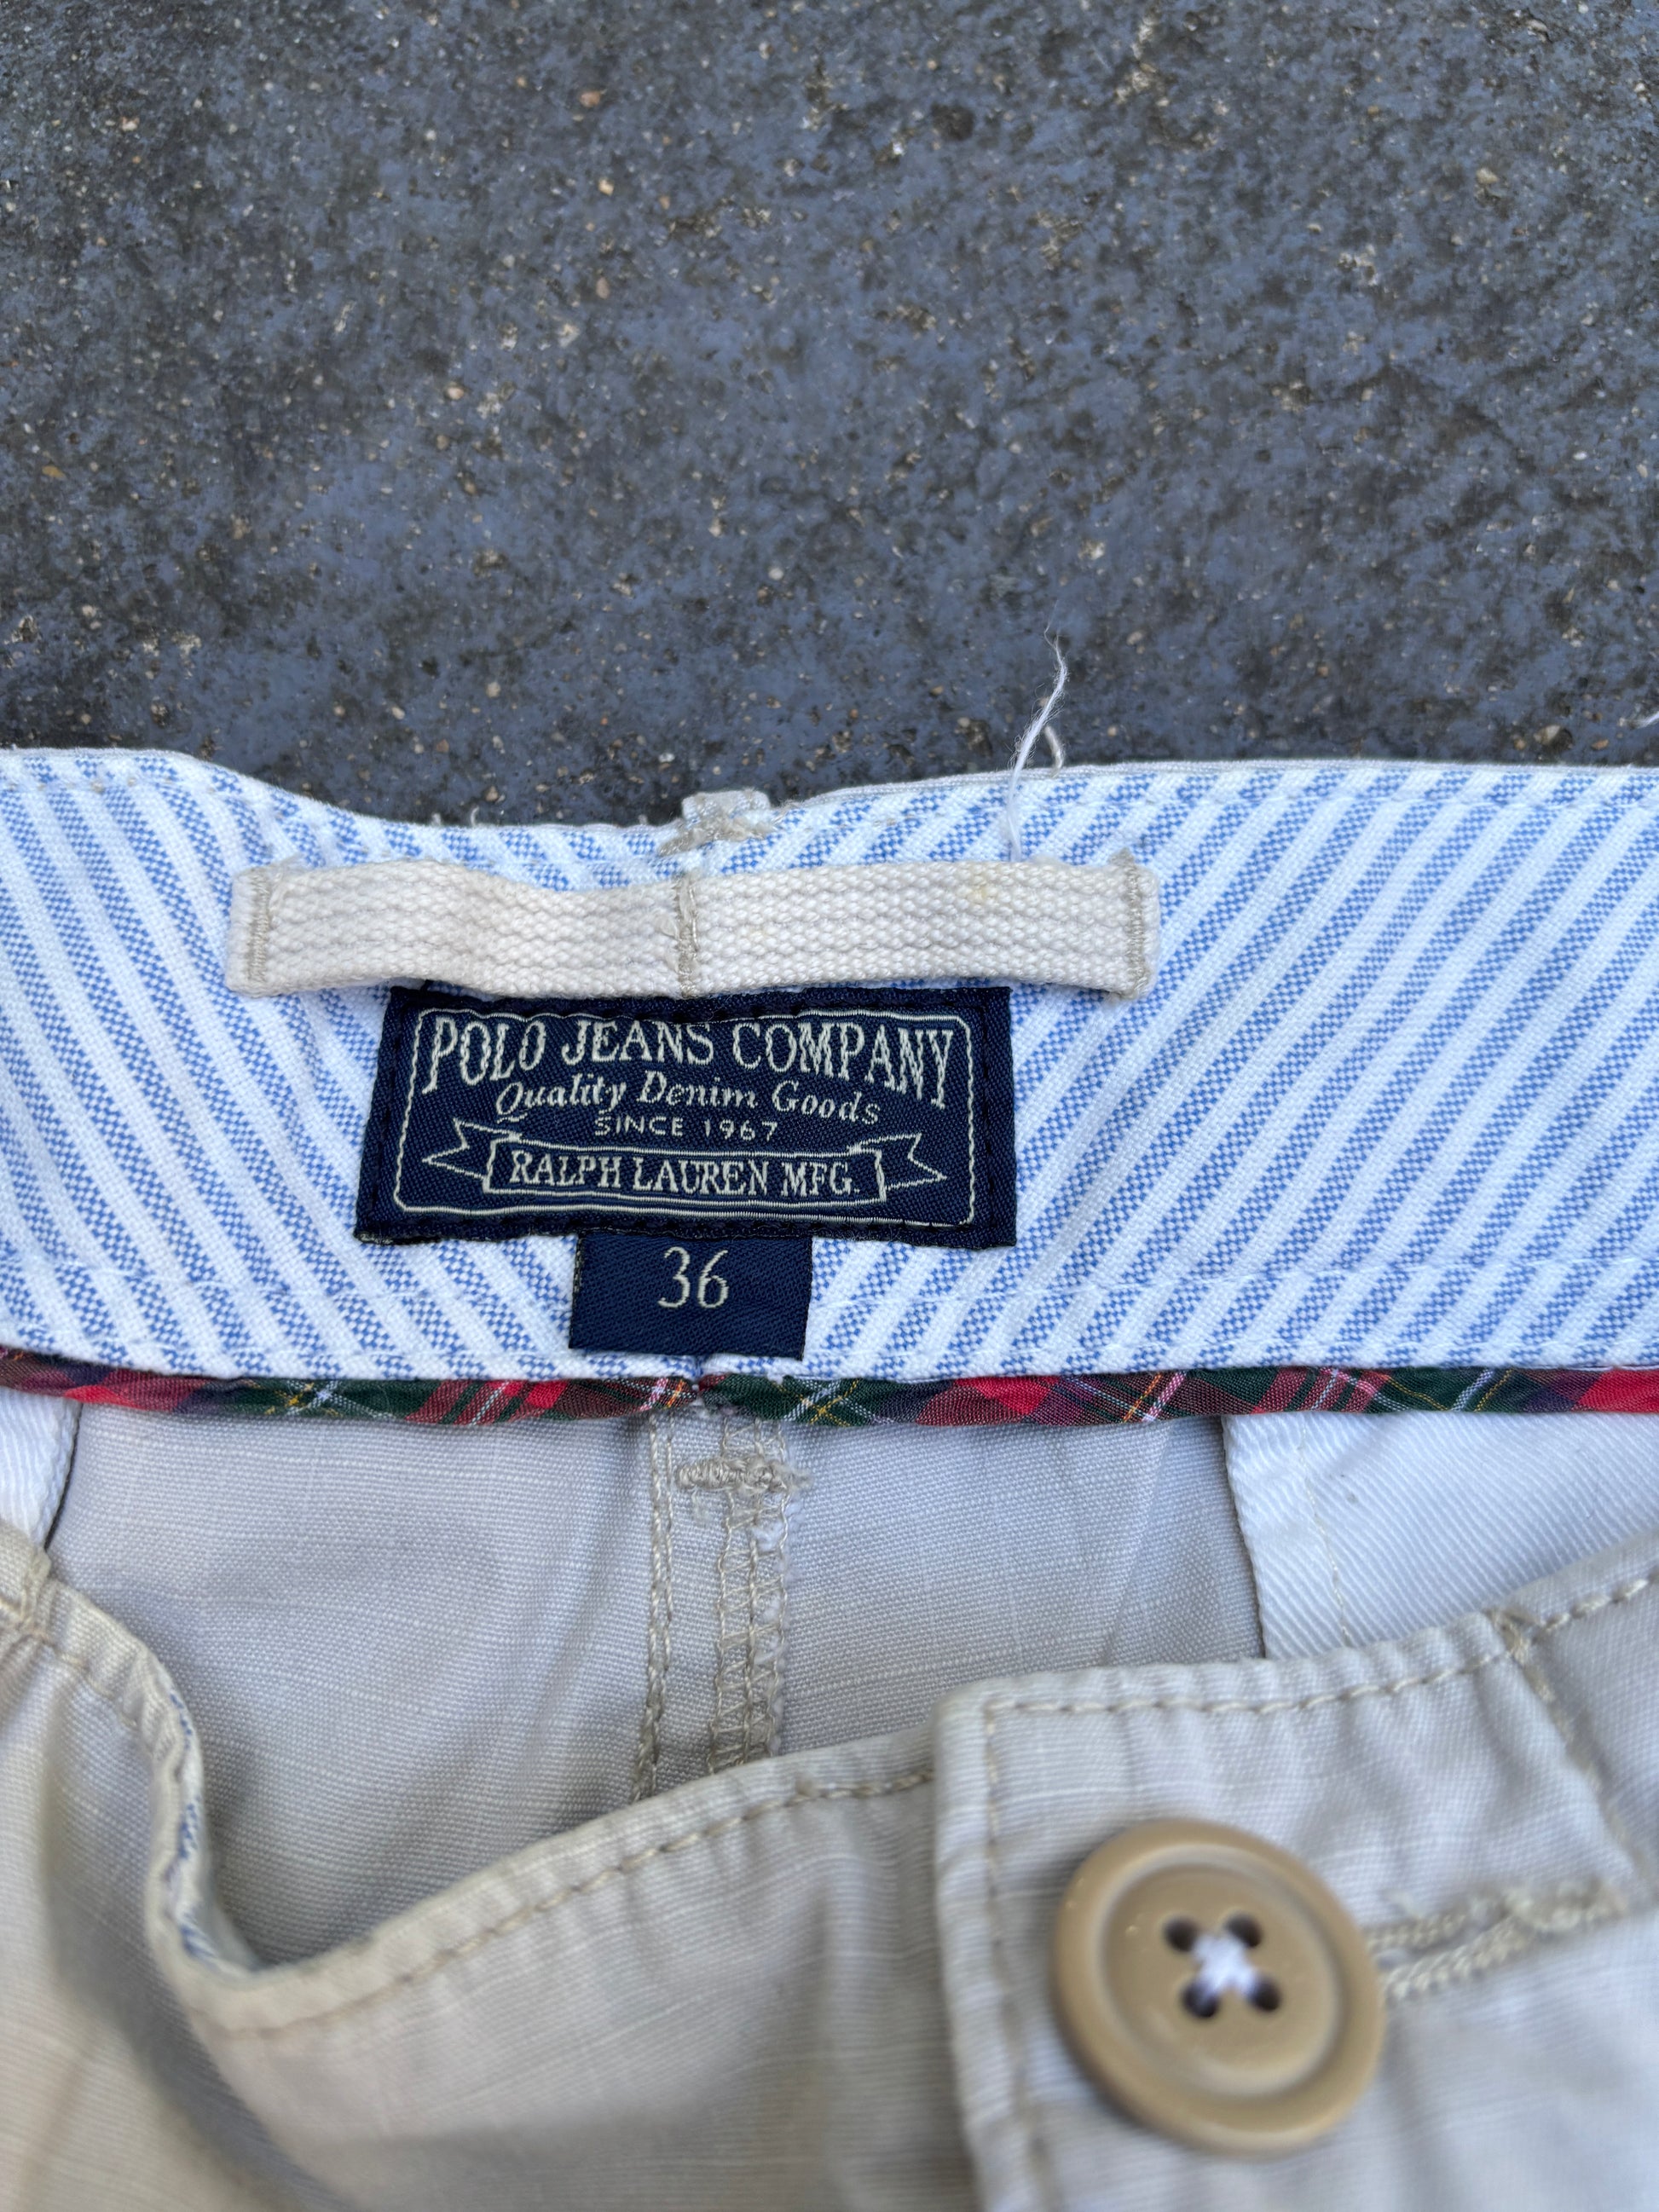 POLO JEANS COMPANY
Quality Denim Goods
SINCE 1967
RALPH LAUREN MFG.
36